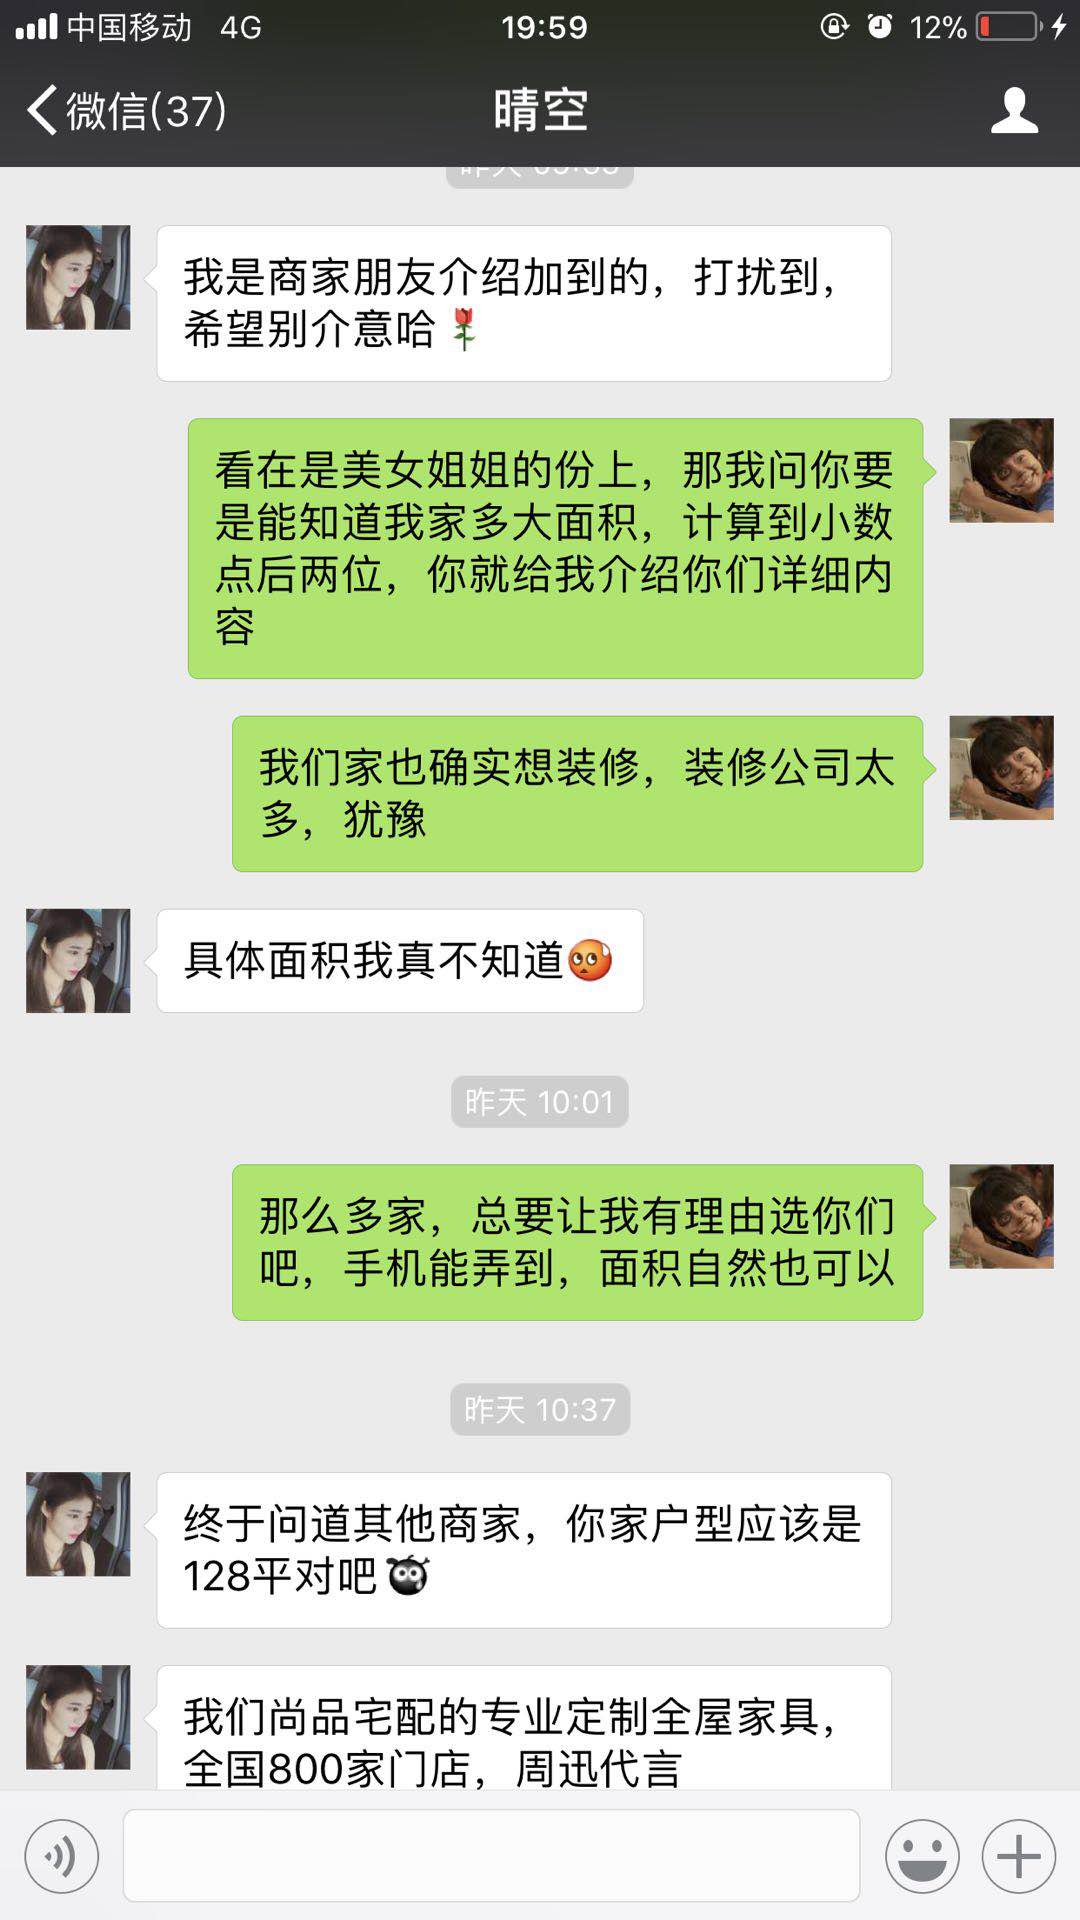 中国移动 4G 19:59 12%
微信(37) 晴空
我是商家朋友介绍加到的，打扰到，
希望别介意哈
看在是美女姐姐的份上，那我问你要
是能知道我家多大面积，计算到小数
点后两位，你就给我介绍你们详细内
容
我们家也确实想装修，装修公司太
多，犹豫
具体面积我真不知道
昨天 10:01
那么多家，总要让我有理由选你们
吧，手机能弄到，面积自然也可以
昨天 10:37
终于问道其他商家，你家户型应该是
128平对吧
我们尚品宅配的专业定制全屋家具，
全国800家门店，周迅代言